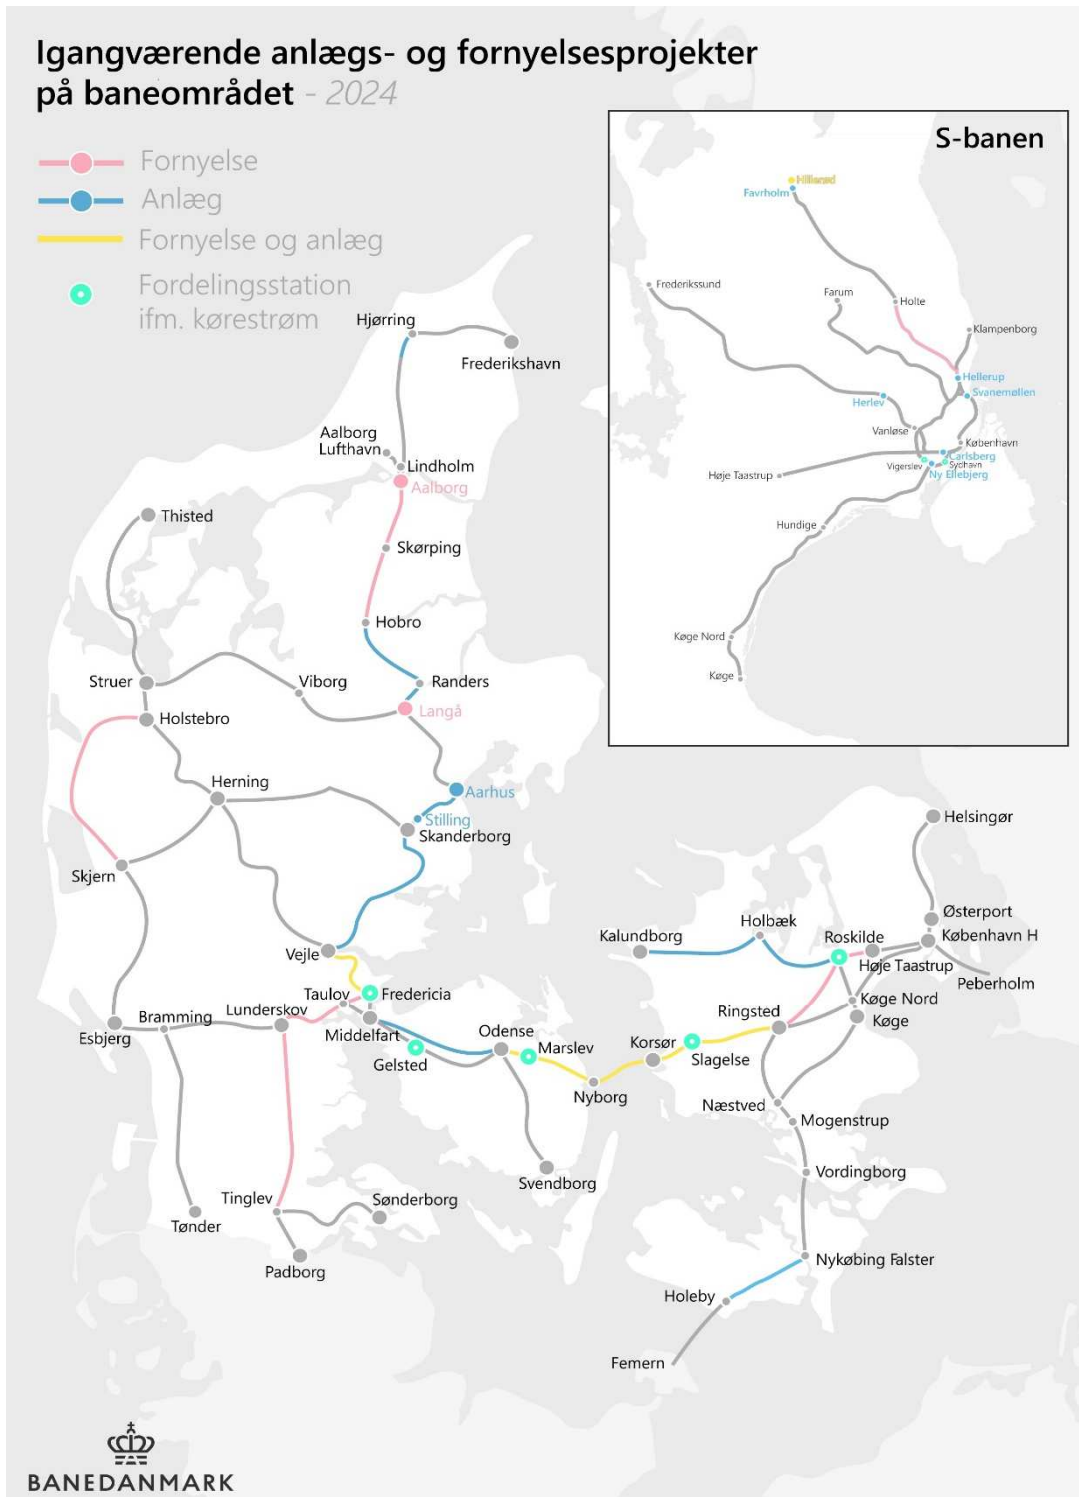 Igangværende anlægs- og fornyelsesprojekter
på baneområdet - 2024
Fornyelse
Anlæg
Fornyelse og anlæg
Fordelingsstation
ifm. kørestrøm
S-banen
Hillerød
Favrholm
Frederikssund
Farum
Holte
Klampenborg
Hellerup
Svanemøllen
Herlev
Vanløse
København
Carlsberg
Vigerslev
Sydhavn
Ny Ellebjerg
Høje Taastrup
Hundige
Køge Nord
Køge
Hjørring
Frederikshavn
Aalborg
Lufthavn
Lindholm
Aalborg
Thisted
Skørping
Hobro
Struer
Viborg
Randers
Holstebro
Langå
Herning
Aarhus
Stilling
Skanderborg
Skjern
Vejle
Taulov
Fredericia
Lunderskov
Bramming
Esbjerg
Middelfart
Gelsted
Odense
Marslev
Nyborg
Svendborg
Tinglev
Sønderborg
Tønder
Padborg
Helsingør
Østerport
København H
Holbæk
Kalundborg
Roskilde
Høje Taastrup
Peberholm
Køge Nord
Køge
Ringsted
Korsør
Slagelse
Næstved
Mogenstrup
Vordingborg
Nykøbing Falster
Holeby
Femern
BANEDANMARK